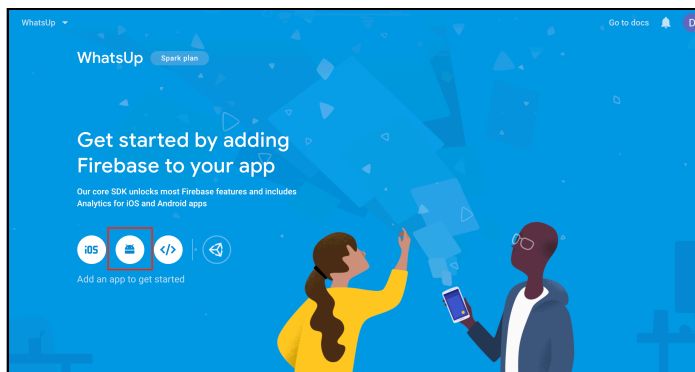 WhatsUp
Go to docs
D
WhatsUp
Spark plan
Get started by adding
Firebase to your app
Our core SDK unlocks most Firebase features and includes
Analytics for iOS and Android apps
iOS
</>
Add an app to get started